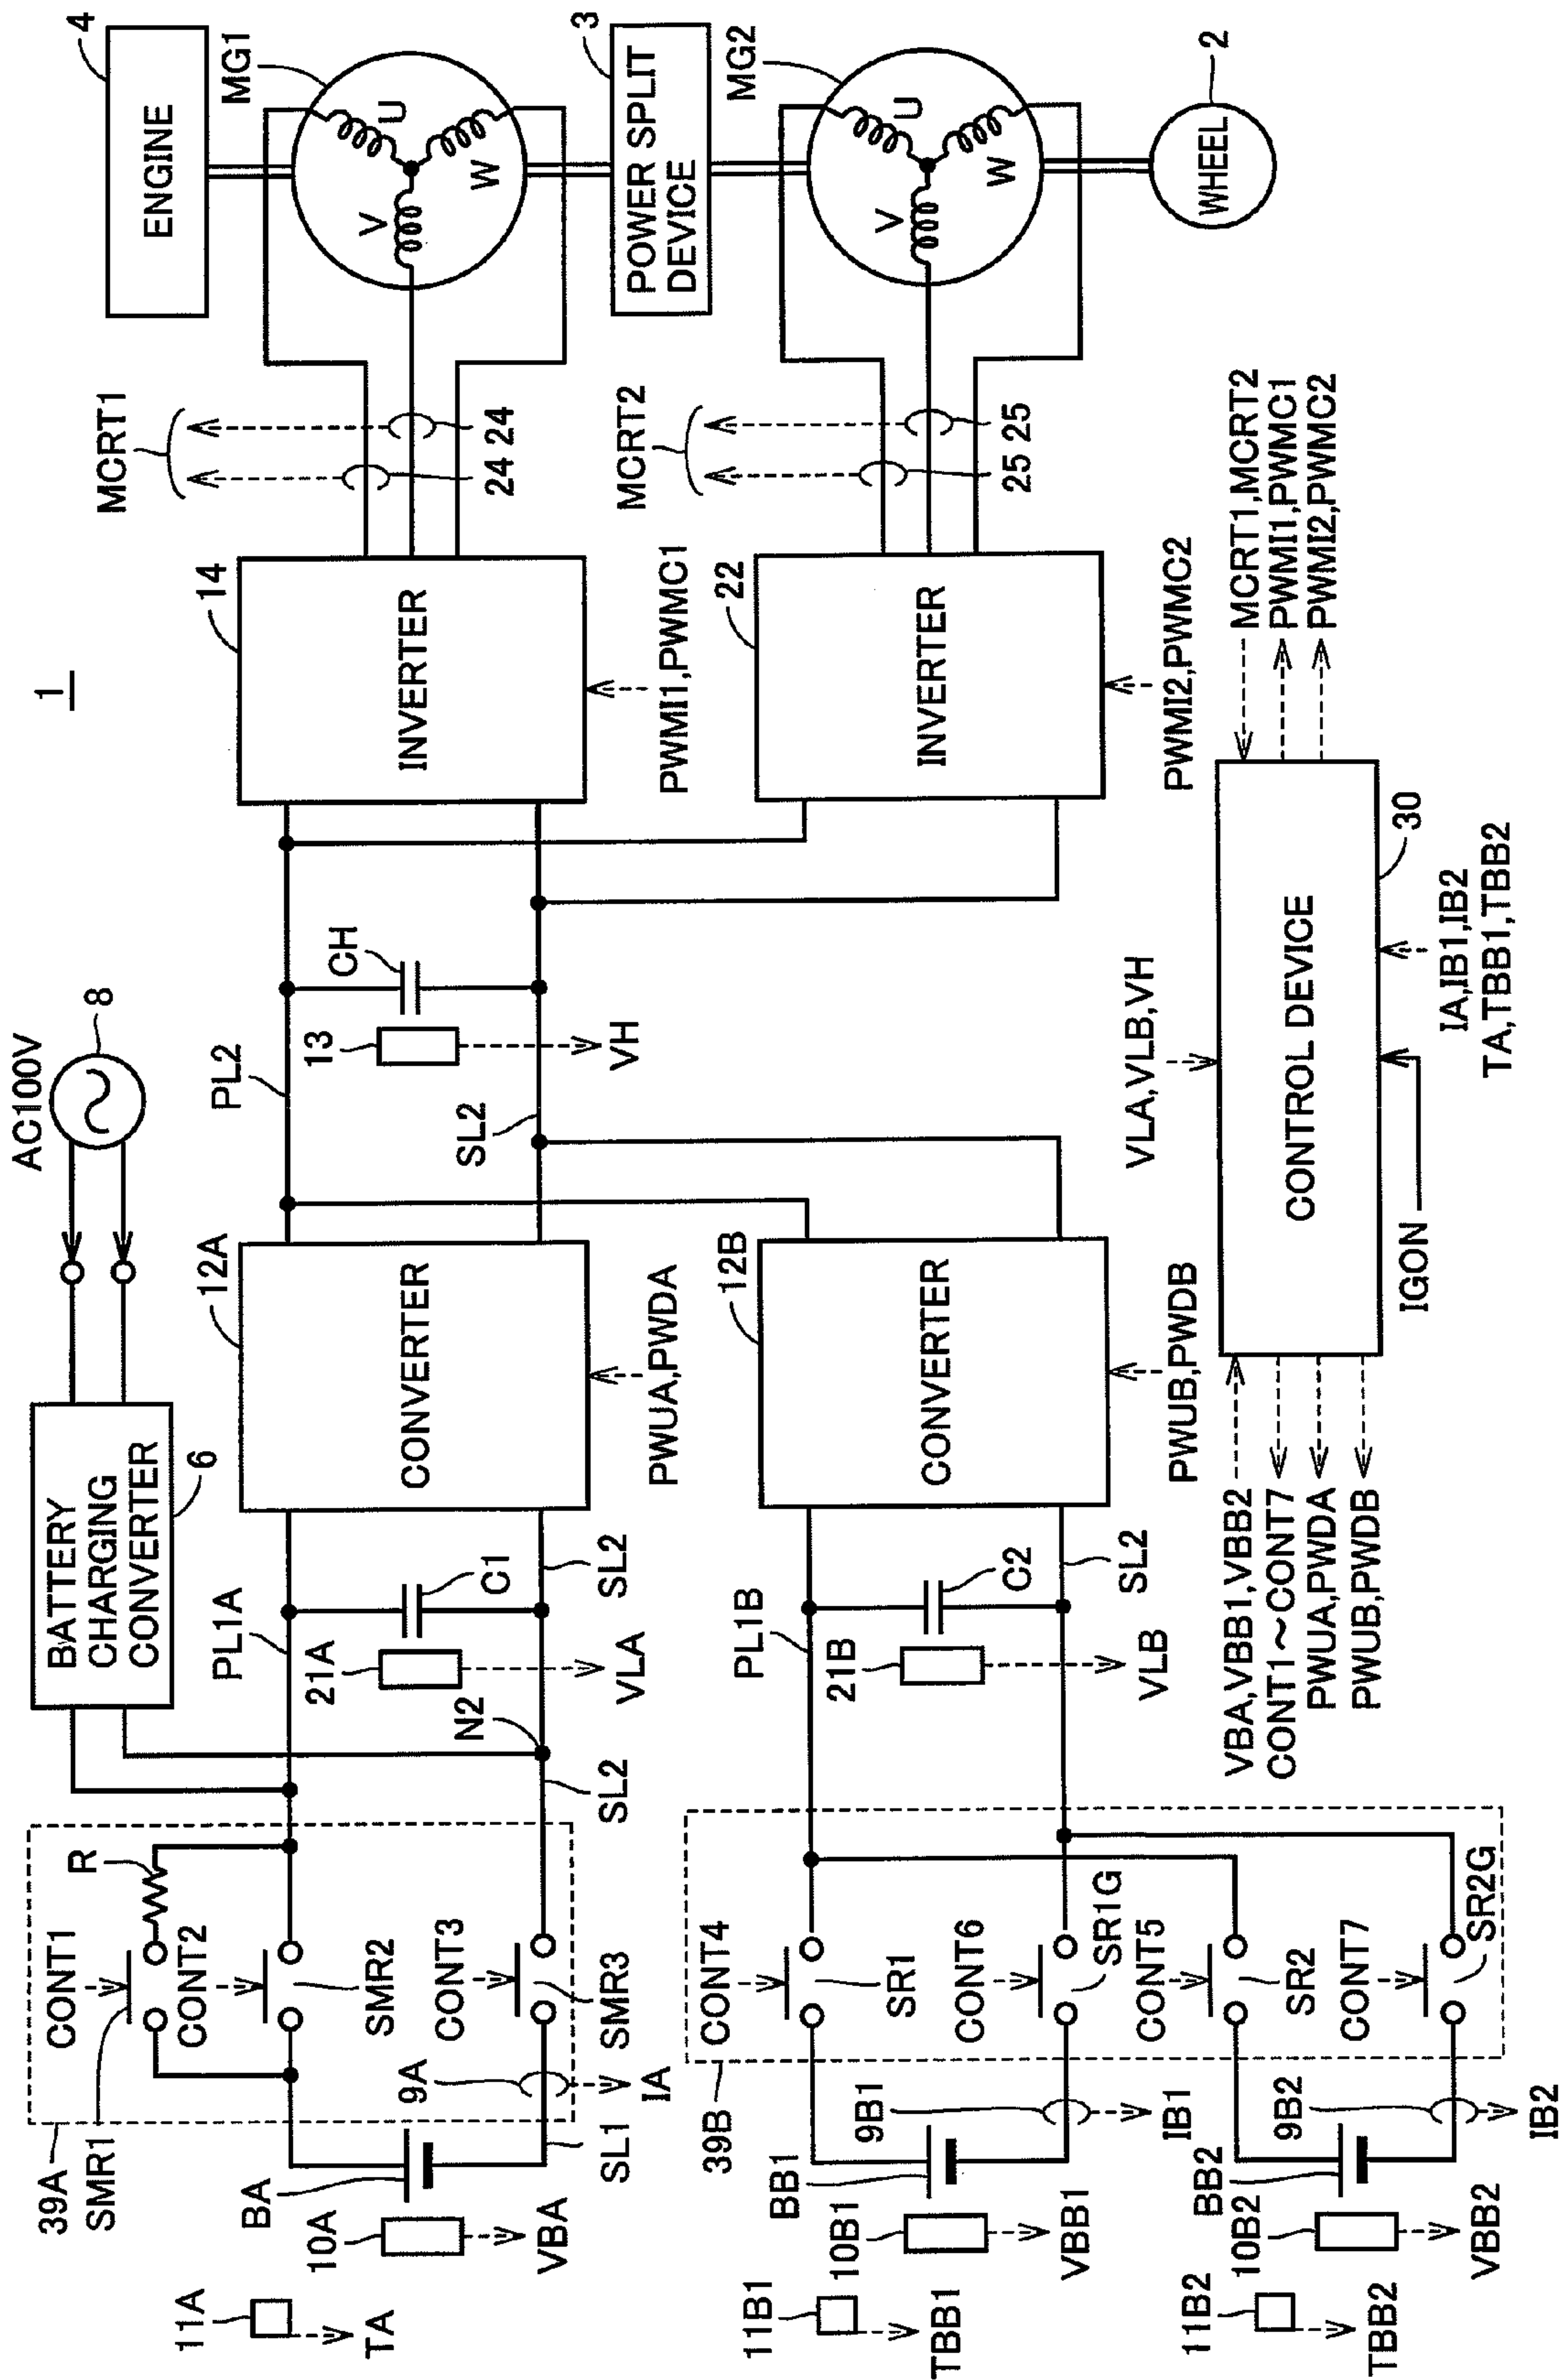 1
AC100V
8
BATTERY
CHARGING
CONVERTER
6
39A
SMR1
CONT1
R
CONT2
SMR2
CONT3
SMR3
9A
IA
SL1
BA
10A
VBA
11A
TA
PL1A
C1
21A
VLA
N2
SL2
SL2
12A
CONVERTER
PWUA,PWDA
PL2
SL2
CH
13
VH
14
INVERTER
PWMI1,PWMC1
MCRT1
24
24
4
ENGINE
MG1
U
V
W
3
POWER SPLIT
DEVICE
MG2
U
V
W
WHEEL
2
MCRT2
25
25
22
INVERTER
PWMI2,PWMC2
12B
CONVERTER
PWUB,PWDB
PL1B
C2
21B
VLB
SL2
39B
CONT4
SR1
CONT6
SR1G
CONT5
SR2
CONT7
SR2G
9B1
IB1
BB1
10B1
VBB1
11B1
TBB1
9B2
IB2
BB2
10B2
VBB2
11B2
TBB2
VLA,VLB,VH
VBA,VBB1,VBB2
CONT1~CONT7
PWUA,PWDA
PWUB,PWDB
CONTROL DEVICE
30
MCRT1,MCRT2
PWMI1,PWMC1
PWMI2,PWMC2
IGON
IA,IB1,IB2
TA,TBB1,TBB2